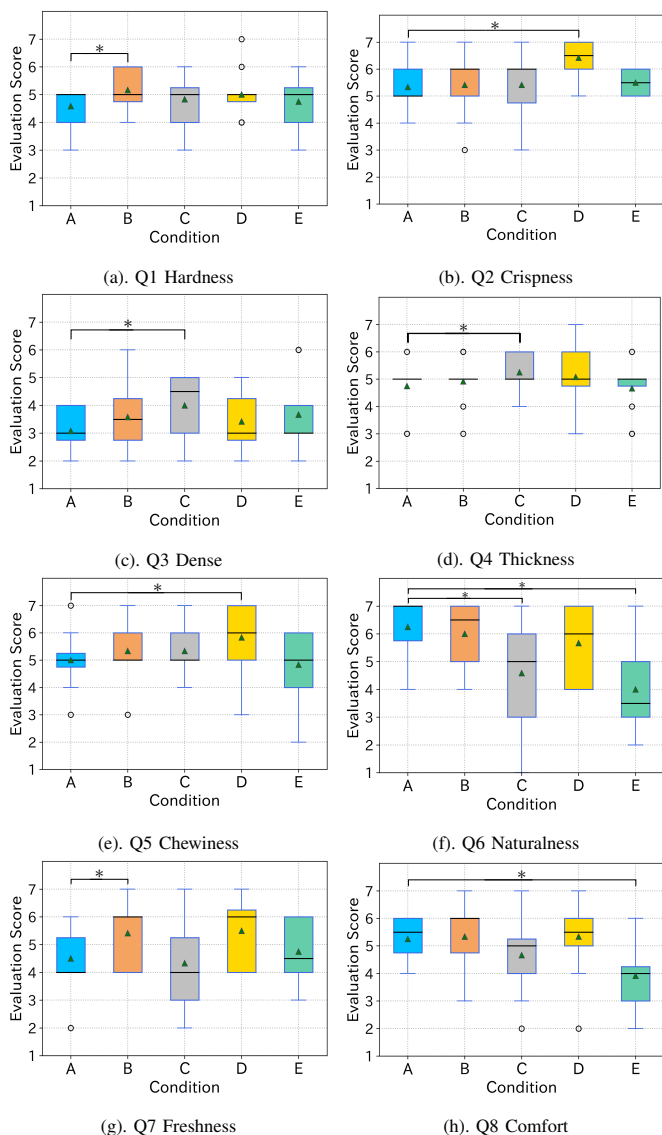 7
6
5
4
3
2
1
Evaluation Score
*
A B C D E
Condition
(a). Q1 Hardness
7
6
5
4
3
2
1
Evaluation Score
*
A B C D E
Condition
(b). Q2 Crispness
7
6
5
4
3
2
1
Evaluation Score
*
A B C D E
Condition
(c). Q3 Dense
7
6
5
4
3
2
1
Evaluation Score
*
A B C D E
Condition
(d). Q4 Thickness
7
6
5
4
3
2
1
Evaluation Score
*
A B C D E
Condition
(e). Q5 Chewiness
7
6
5
4
3
2
1
Evaluation Score
*
*
A B C D E
Condition
(f). Q6 Naturalness
7
6
5
4
3
2
1
Evaluation Score
*
A B C D E
Condition
(g). Q7 Freshness
7
6
5
4
3
2
1
Evaluation Score
*
A B C D E
Condition
(h). Q8 Comfort